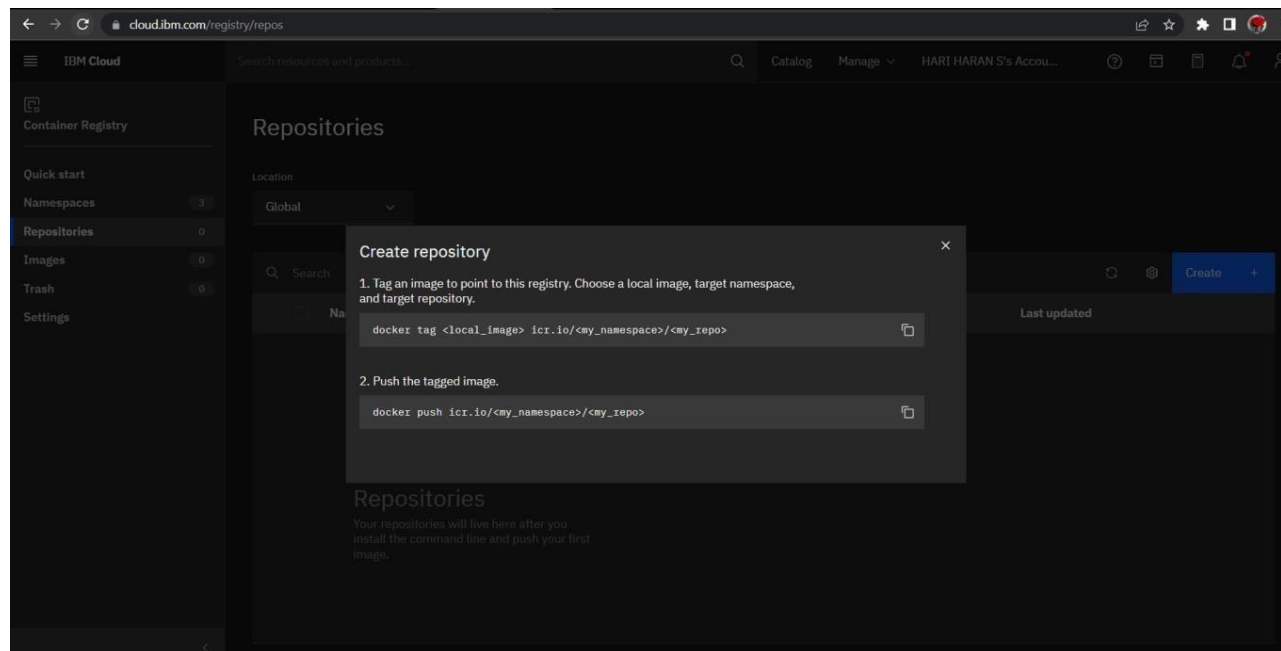 cloud.ibm.com/registry/repos
IBM Cloud
Search resources and products...
Catalog
Manage
HARI HARAN S's Accou...
Container Registry
Quick start
Namespaces 3
Repositories 0
Images 0
Trash 0
Settings
Repositories
Location
Global
Search
Create +
Na
Last updated
Create repository
1. Tag an image to point to this registry. Choose a local image, target namespace,
and target repository.
docker tag <local_image> icr.io/<my_namespace>/<my_repo>
2. Push the tagged image.
docker push icr.io/<my_namespace>/<my_repo>
Repositories
Your repositories will live here after you
install the command line and push your first
image.